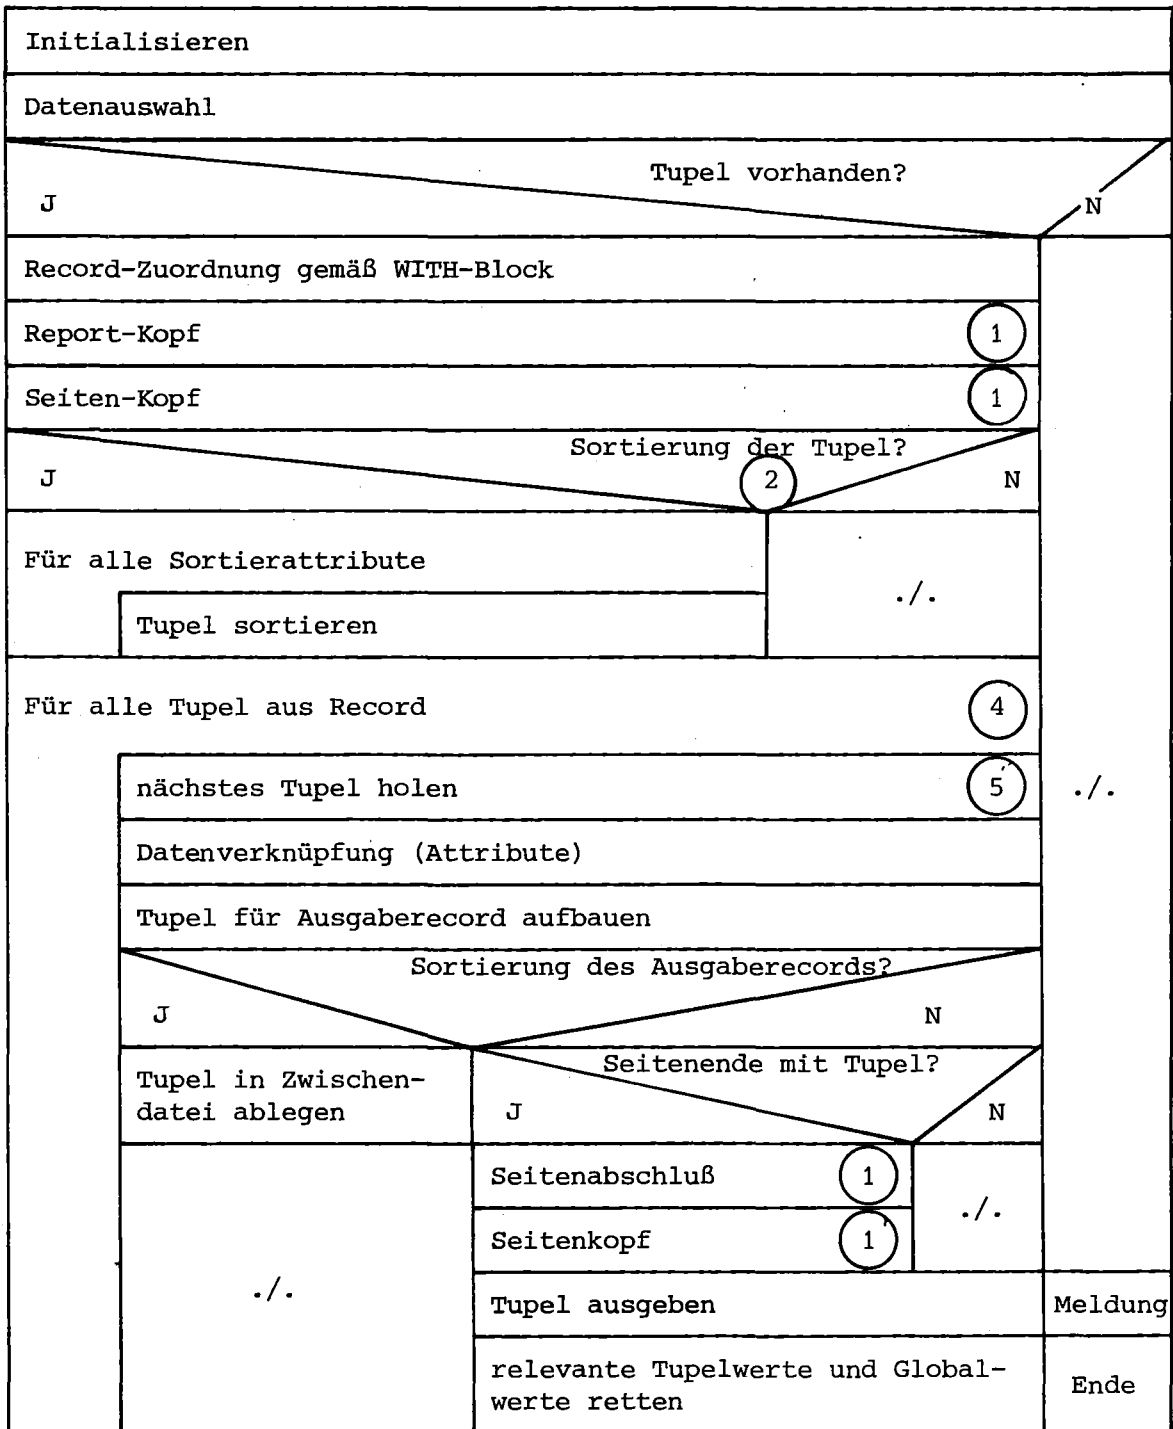 Initialisieren
Datenauswahl
Tupel vorhanden?
J
N
Record-Zuordnung gemäß WITH-Block
Report-Kopf 1
Seiten-Kopf 1
Sortierung der Tupel?
J
2
N
Für alle Sortierattribute
./.
Tupel sortieren
Für alle Tupel aus Record 4
nächstes Tupel holen 5
./.
Datenverknüpfung (Attribute)
Tupel für Ausgaberecord aufbauen
Sortierung des Ausgaberecords?
J
N
Seitenende mit Tupel?
Tupel in Zwischen-
datei ablegen
J
N
Seitenabschluß 1
./.
Seitenkopf 1
./.
Tupel ausgeben
Meldung
relevante Tupelwerte und Global-
werte retten
Ende